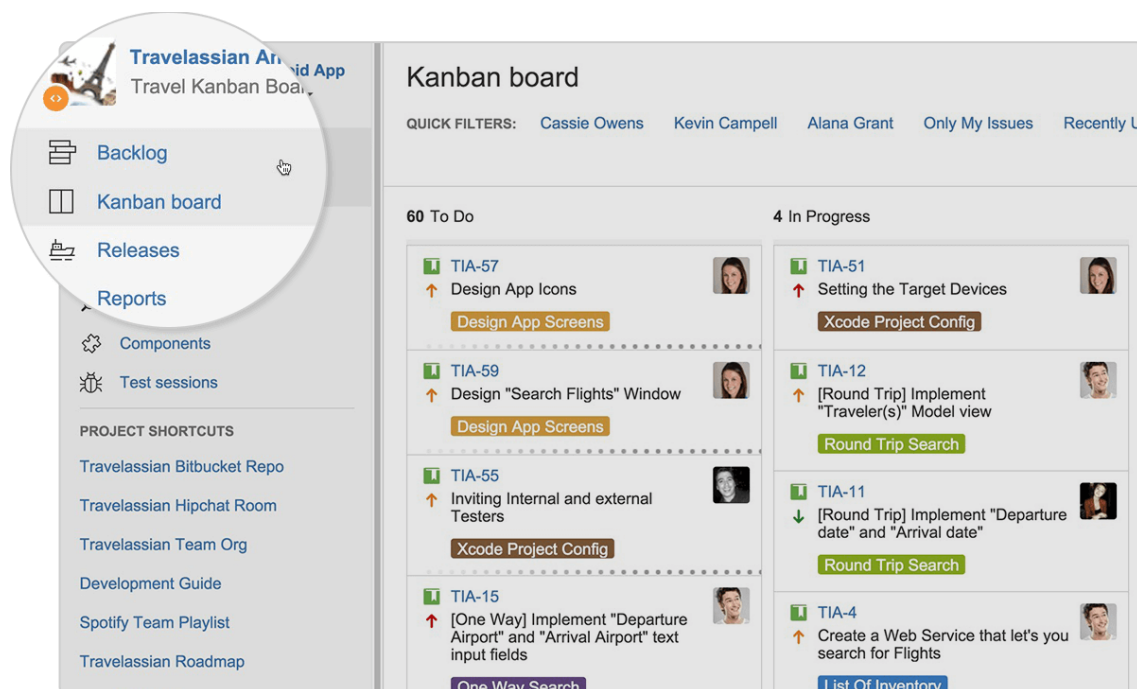 Travelassian An
oid App
Travel Kanban Boa
Backlog
Kanban board
Releases
Reports
Components
Test sessions
PROJECT SHORTCUTS
Travelassian Bitbucket Repo
Travelassian Hipchat Room
Travelassian Team Org
Development Guide
Spotify Team Playlist
Travelassian Roadmap
Kanban board
QUICK FILTERS: Cassie Owens Kevin Campell Alana Grant Only My Issues Recently U
60 To Do
TIA-57
Design App Icons
Design App Screens
TIA-59
Design "Search Flights" Window
Design App Screens
TIA-55
Inviting Internal and external
Testers
Xcode Project Config
TIA-15
[One Way] Implement "Departure
Airport" and "Arrival Airport" text
input fields
One Way Search
4 In Progress
TIA-51
Setting the Target Devices
Xcode Project Config
TIA-12
[Round Trip] Implement
"Traveler(s)" Model view
Round Trip Search
TIA-11
[Round Trip] Implement "Departure
date" and "Arrival date"
Round Trip Search
TIA-4
Create a Web Service that let's you
search for Flights
List Of Inventory